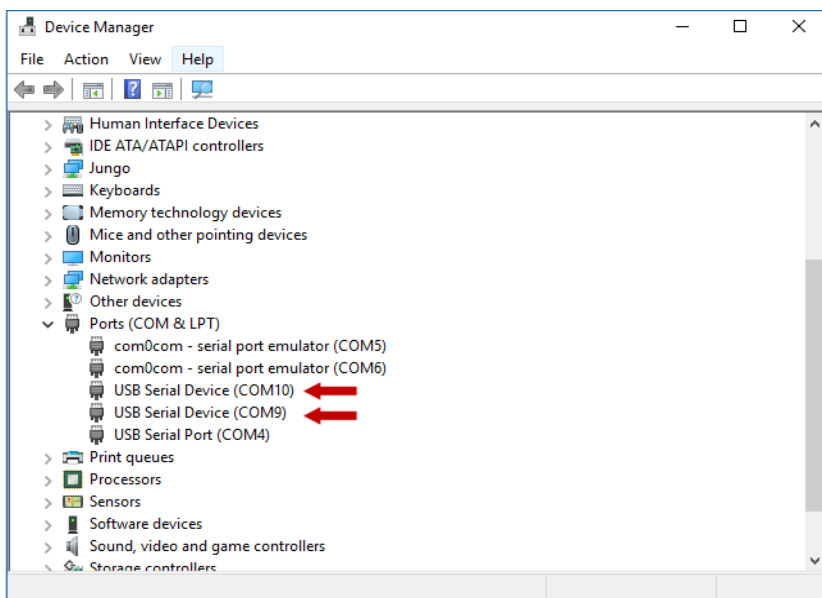 Device Manager
File Action View Help
Human Interface Devices
IDE ATA/ATAPI controllers
Jungo
Keyboards
Memory technology devices
Mice and other pointing devices
Monitors
Network adapters
Other devices
Ports (COM & LPT)
com0com - serial port emulator (COM5)
com0com - serial port emulator (COM6)
USB Serial Device (COM10)
USB Serial Device (COM9)
USB Serial Port (COM4)
Print queues
Processors
Sensors
Software devices
Sound, video and game controllers
Storage controllers